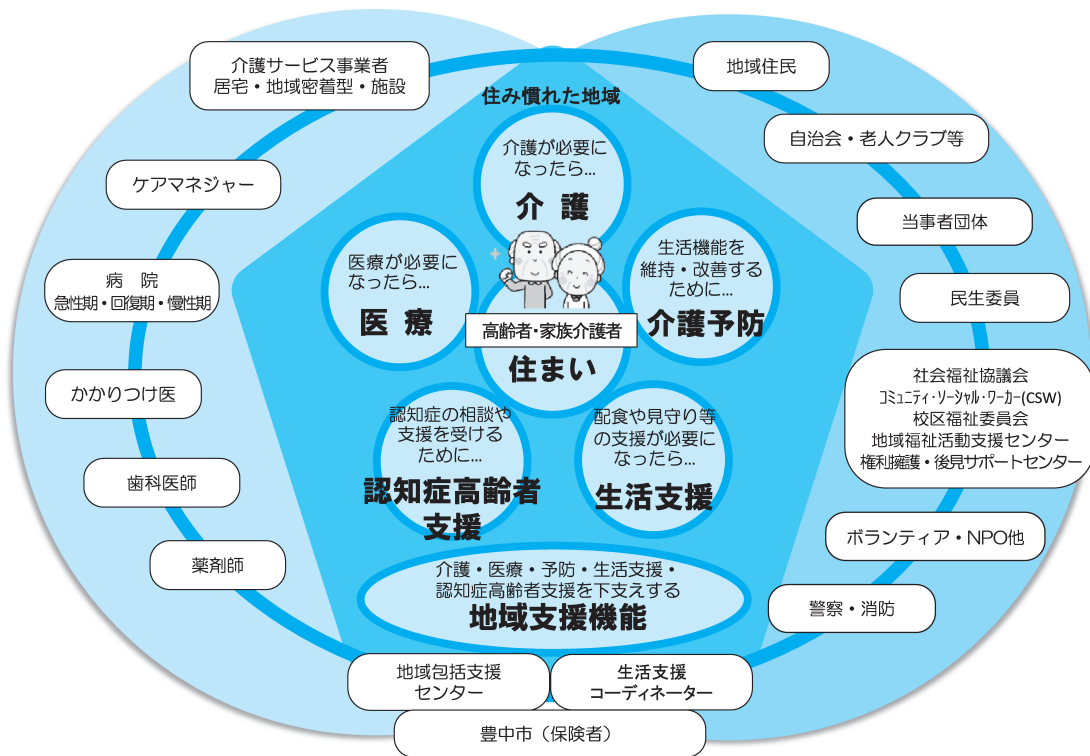 介護サービス事業者
居宅・地域密着型・施設
地域住民
住み慣れた地域
自治会・老人クラブ等
介護が必要に
なったら...
介 護
ケアマネジャー
当事者団体
医療が必要に
なったら...
医 療
生活機能を
維持・改善する
ために...
介護予防
病 院
急性期・回復期・慢性期
民生委員
高齢者・家族介護者
住まい
かかりつけ医
社会福祉協議会
コミュニティ・ソーシャル・ワーカー(CSW)
校区福祉委員会
地域福祉活動支援センター
権利擁護・後見サポートセンター
認知症の相談や
支援を受ける
ために...
認知症高齢者
支援
配食や見守り等
の支援が必要に
なったら...
生活支援
歯科医師
ボランティア・NPO他
薬剤師
介護・医療・予防・生活支援・
認知症高齢者支援を下支えする
地域支援機能
警察・消防
地域包括支援
センター
生活支援
コーディネーター
豊中市（保険者）